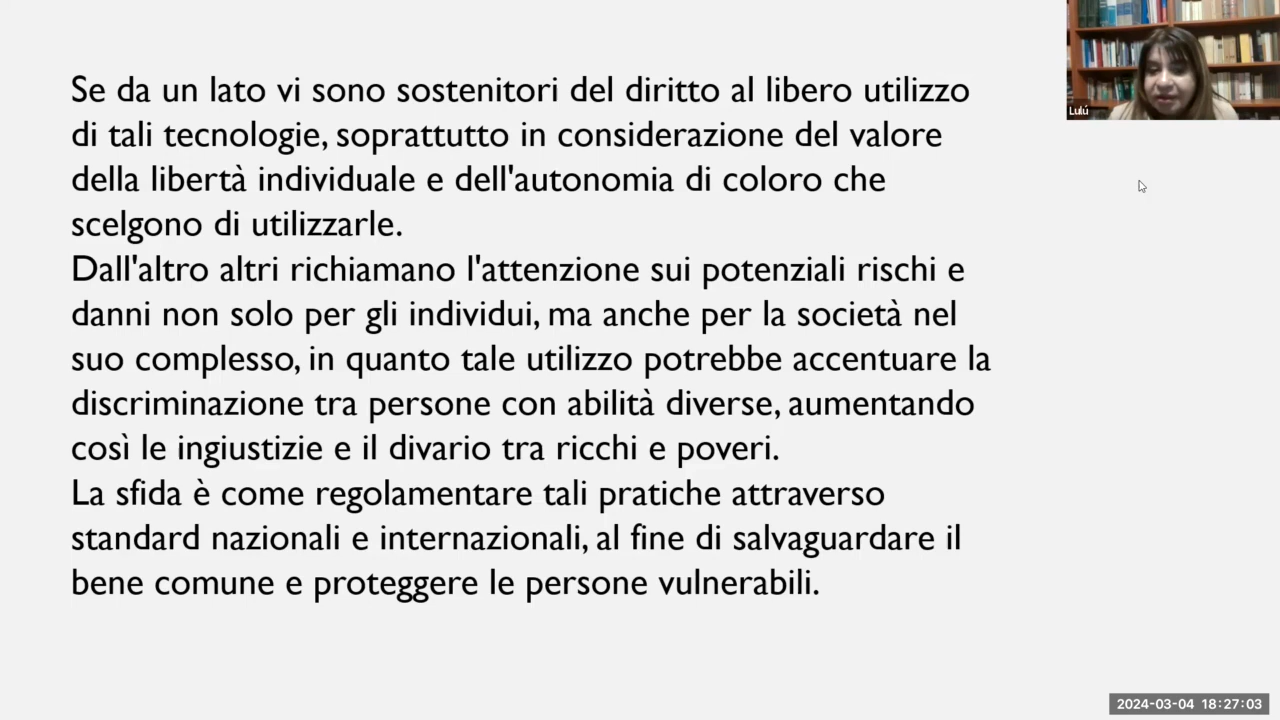 Se da un lato vi sono sostenitori del diritto al libero utilizzo
di tali tecnologie, soprattutto in considerazione del valore
della libertà individuale e dell'autonomia di coloro che
scelgono di utilizzarle.
Dall'altro altri richiamano l'attenzione sui potenziali rischi e
danni non solo per gli individui, ma anche per la società nel
suo complesso, in quanto tale utilizzo potrebbe accentuare la
discriminazione tra persone con abilità diverse, aumentando
così le ingiustizie e il divario tra ricchi e poveri.
La sfida è come regolamentare tali pratiche attraverso
standard nazionali e internazionali, al fine di salvaguardare il
bene comune e proteggere le persone vulnerabili.
Lulú
2024-03-04 18:27:03